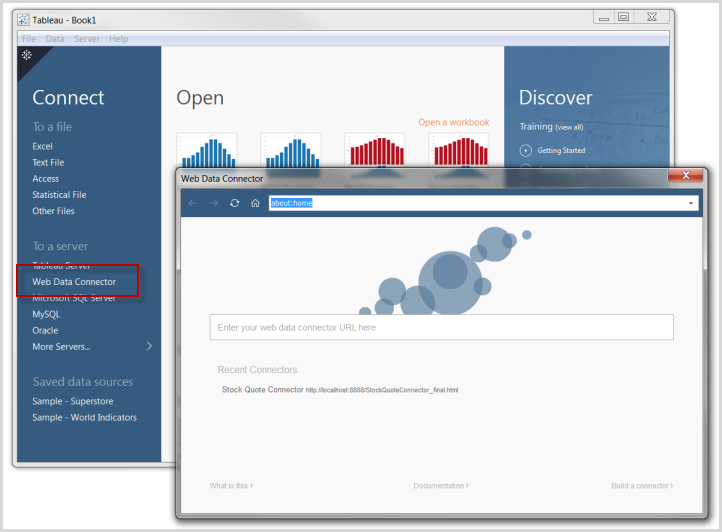 Tableau - Book1
File Data Server Help
Connect
To a file
Excel
Text File
Access
Statistical File
Other Files
To a server
Tableau Server
Web Data Connector
Microsoft SQL Server
MySQL
Oracle
More Servers...
Saved data sources
Sample - Superstore
Sample - World Indicators
Open
Open a workbook
Discover
Training (view all)
Getting Started
Web Data Connector
about:home
Enter your web data connector URL here
Recent Connectors
Stock Quote Connector http://localhost:8888/StockQuoteConnector_final.html
What is this ›
Documentation ›
Build a connector ›